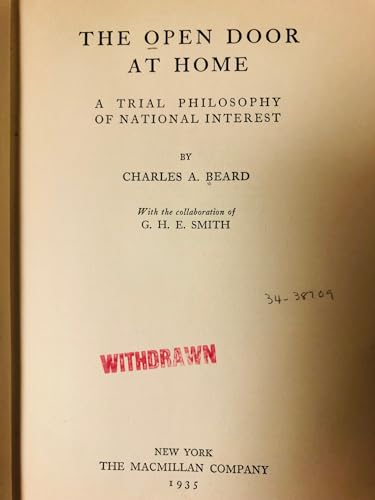 THE OPEN DOOR
AT HOME
A TRIAL PHILOSOPHY
OF NATIONAL INTEREST
BY
CHARLES A. BEARD
With the collaboration of
G. H. E. SMITH
34-38709
WITHDRAWN
NEW YORK
THE MACMILLAN COMPANY
1935